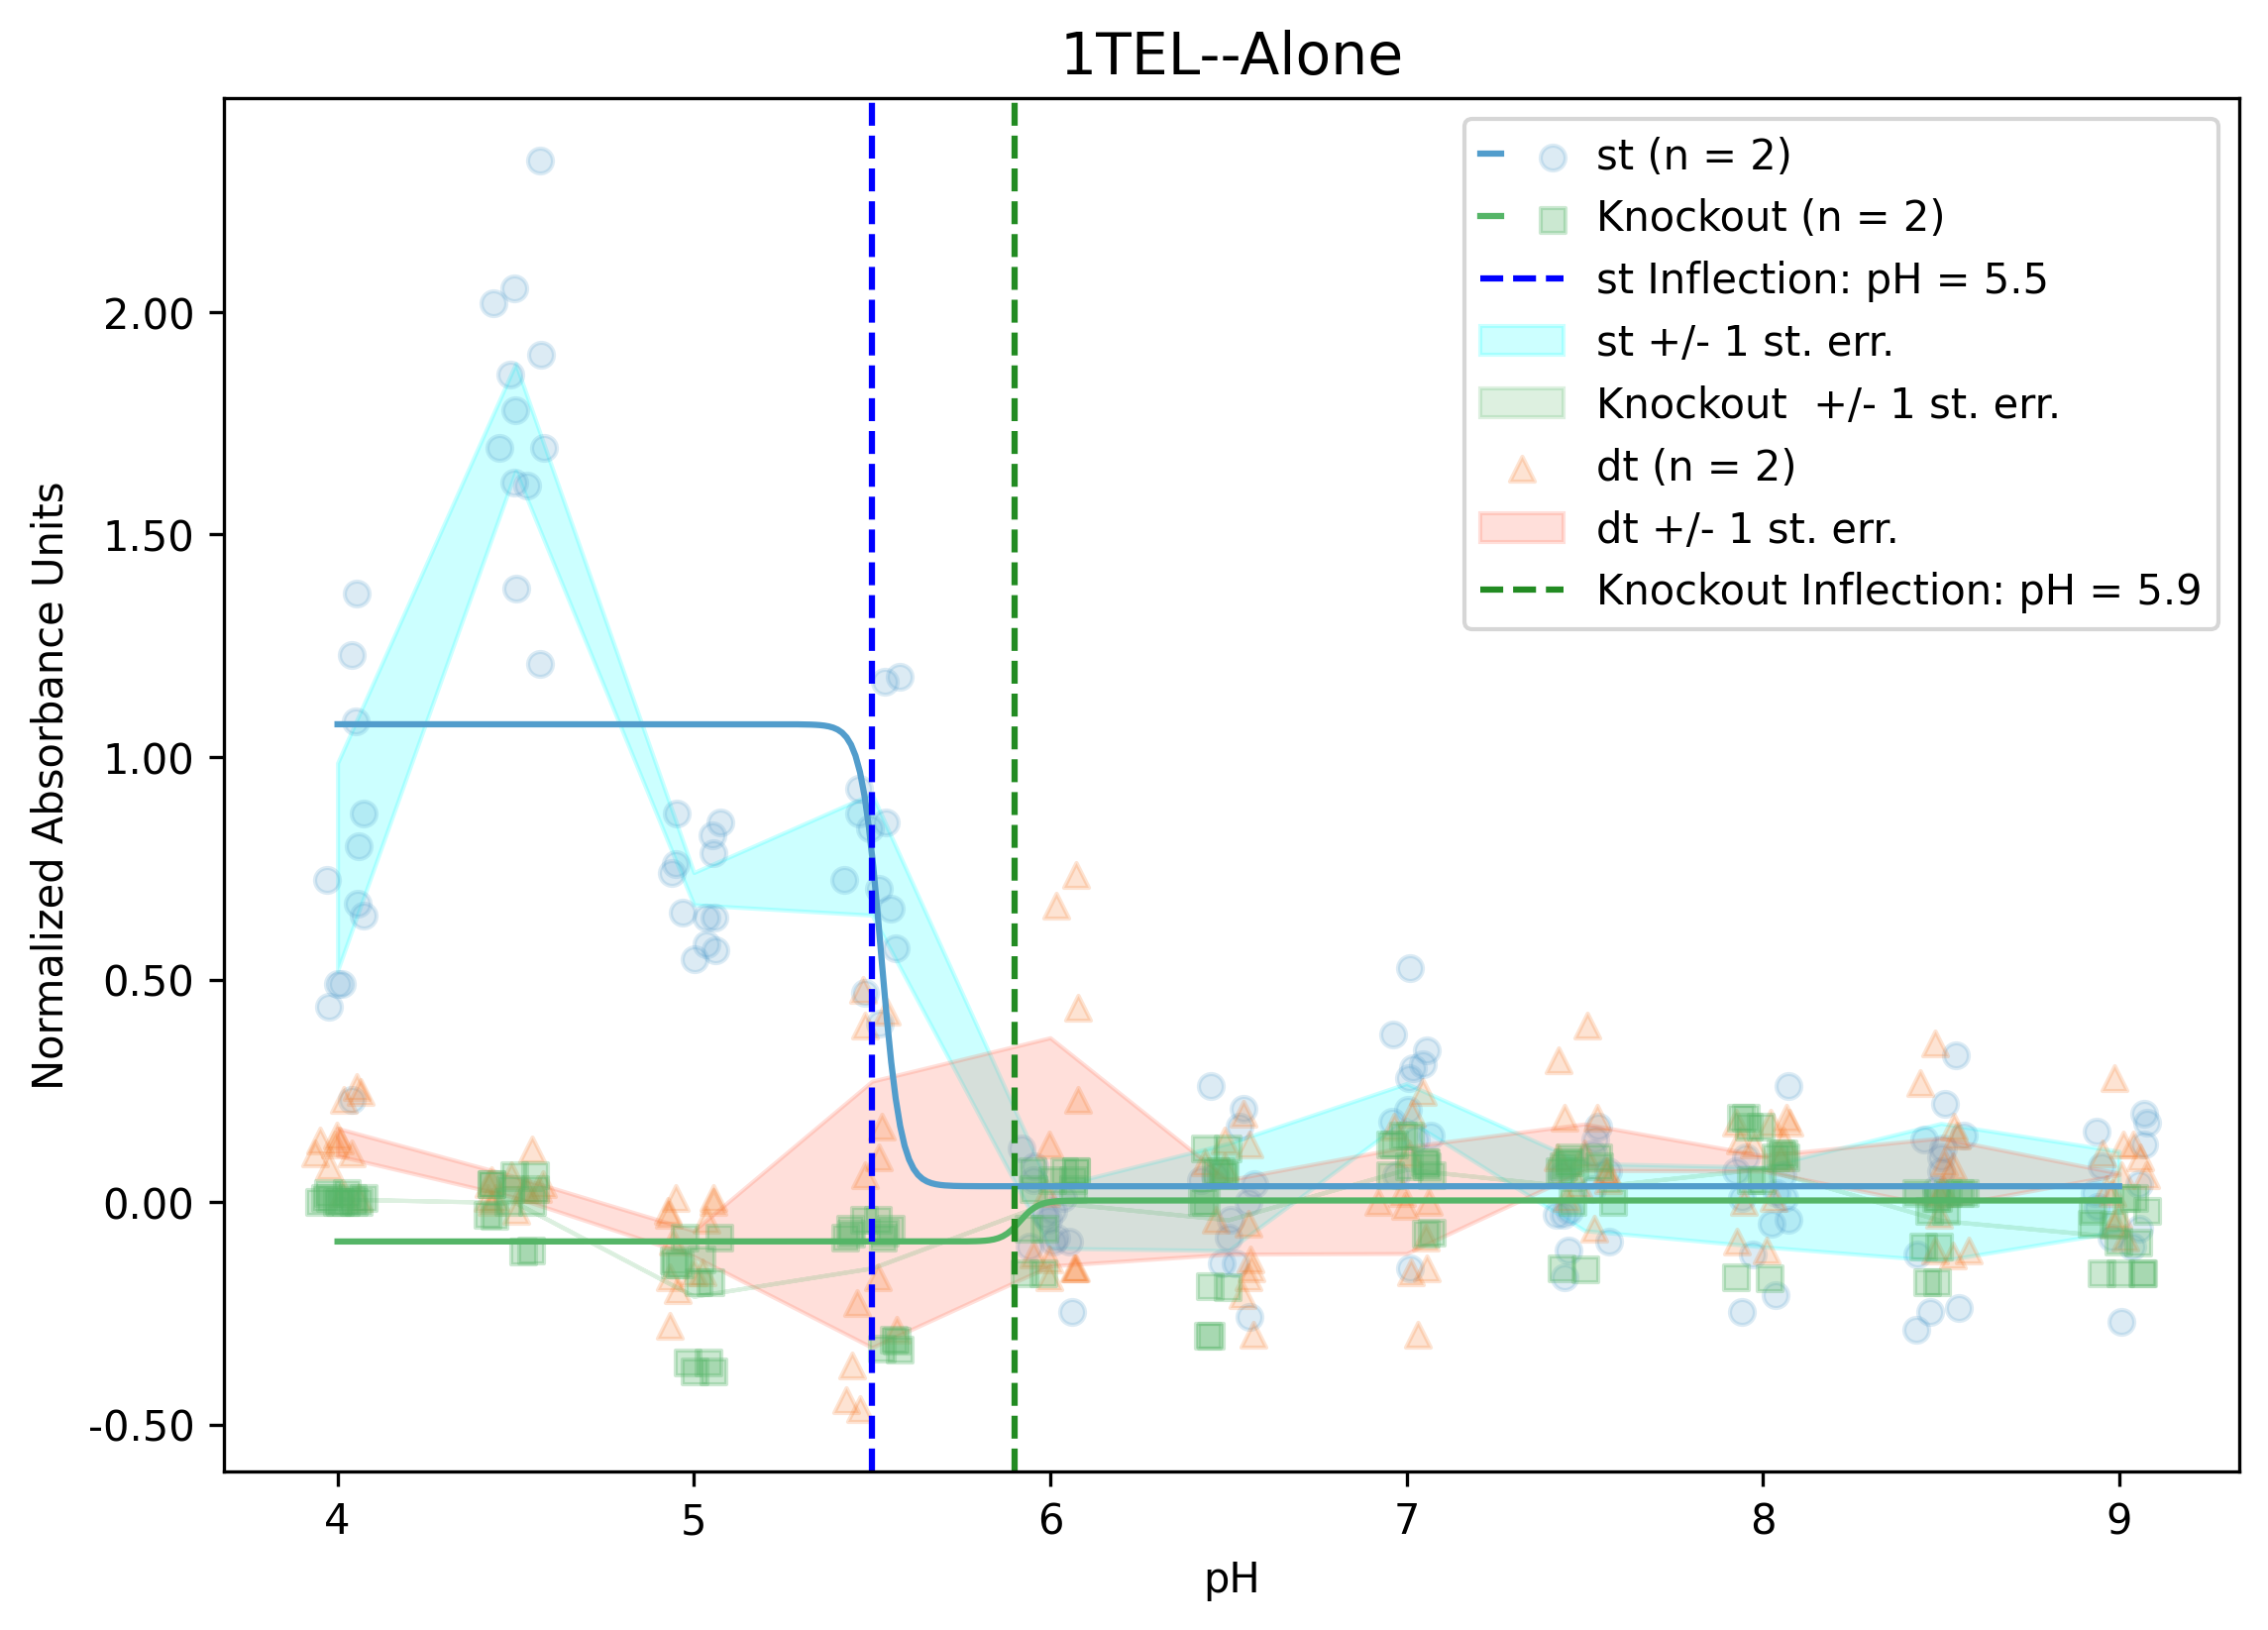 1TEL--Alone
st (n = 2)
Knockout (n = 2)
st Inflection: pH = 5.5
st +/- 1 st. err.
Knockout  +/- 1 st. err.
dt (n = 2)
dt +/- 1 st. err.
Knockout Inflection: pH = 5.9
Normalized Absorbance Units
2.00
1.50
1.00
0.50
0.00
-0.50
4 5 6 7 8 9
pH